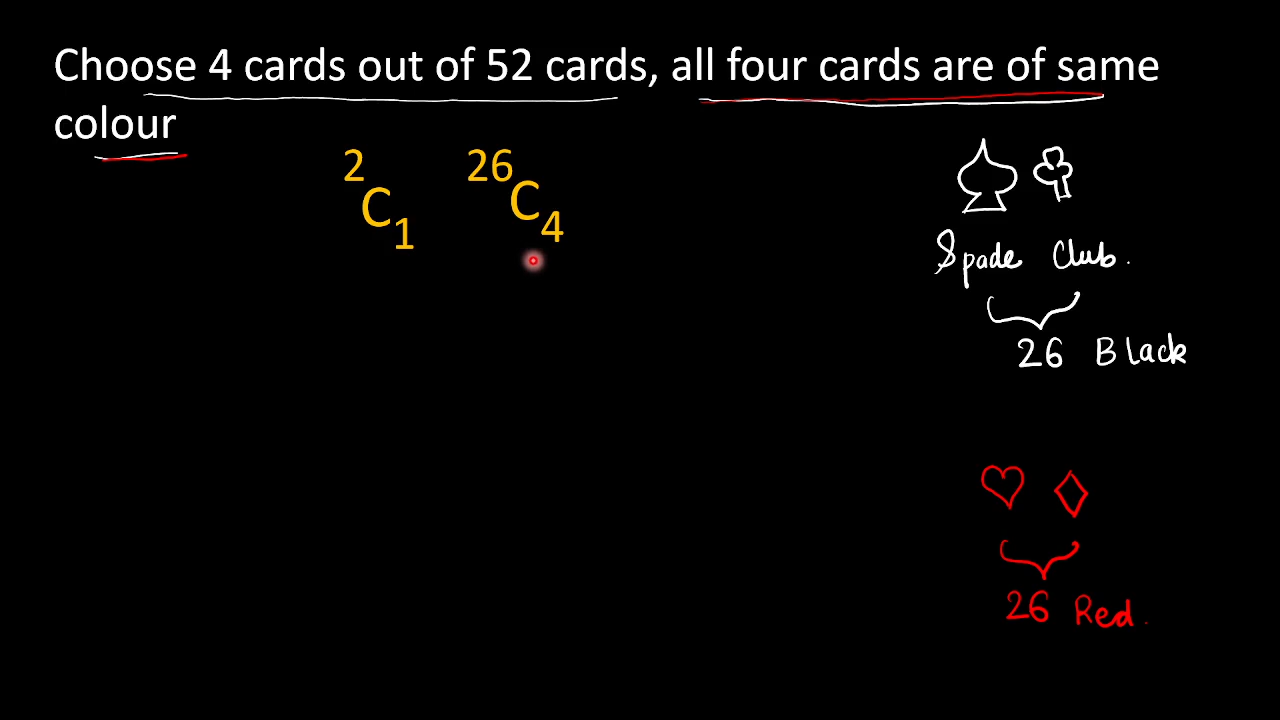 Choose 4 cards out of 52 cards, all four cards are of same
colour
2C1 26C4
Spade Club.
26 Black
26 Red.